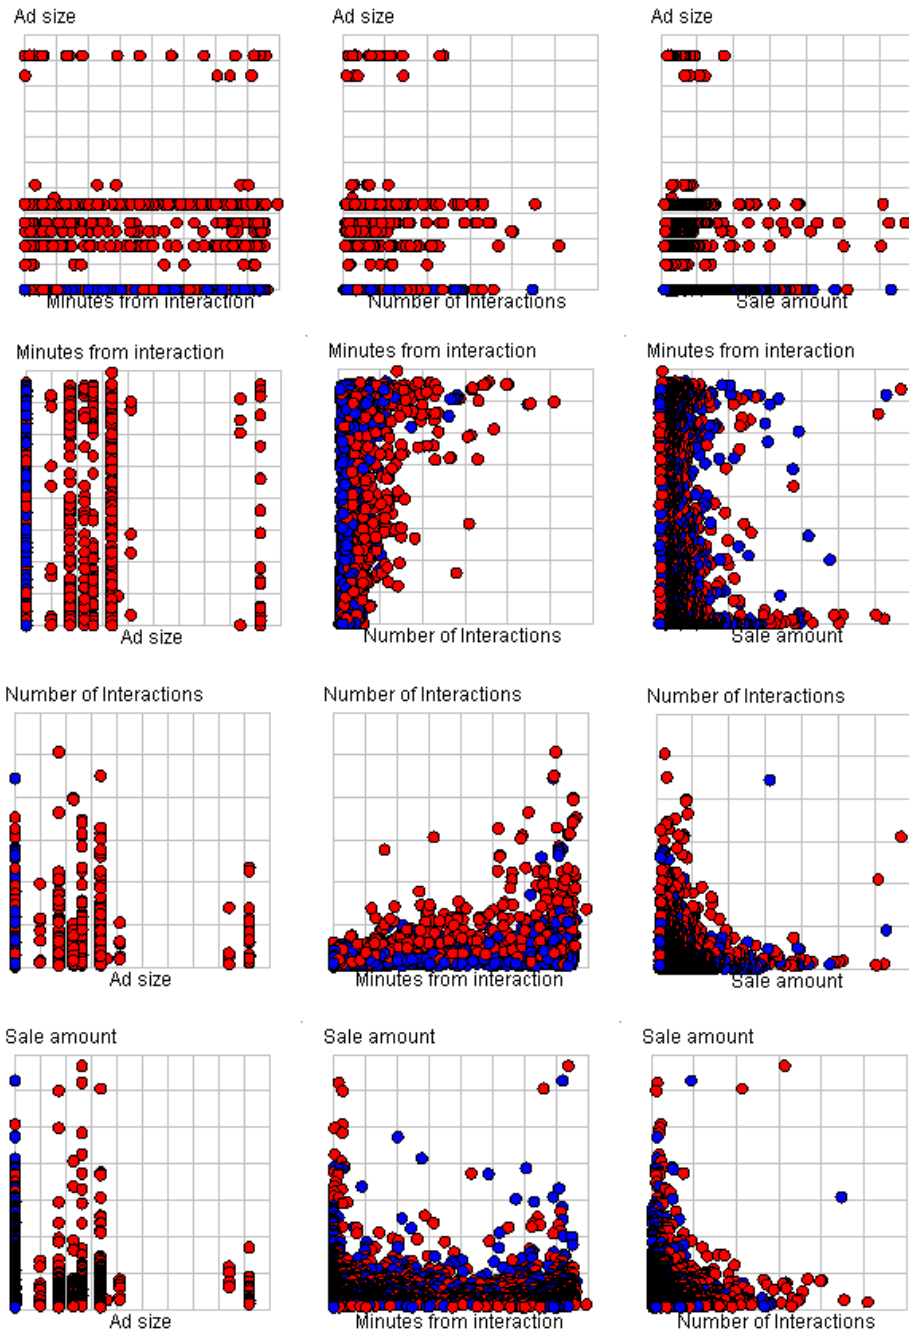 Ad size
Ad size
Ad size
Minutes from interaction
Number of Interactions
Sale amount
Minutes from interaction
Minutes from interaction
Minutes from interaction
Ad size
Number of Interactions
Sale amount
Number of Interactions
Number of Interactions
Number of Interactions
Ad size
Minutes from interaction
Sale amount
Sale amount
Sale amount
Sale amount
Ad size
Minutes from interaction
Number of Interactions